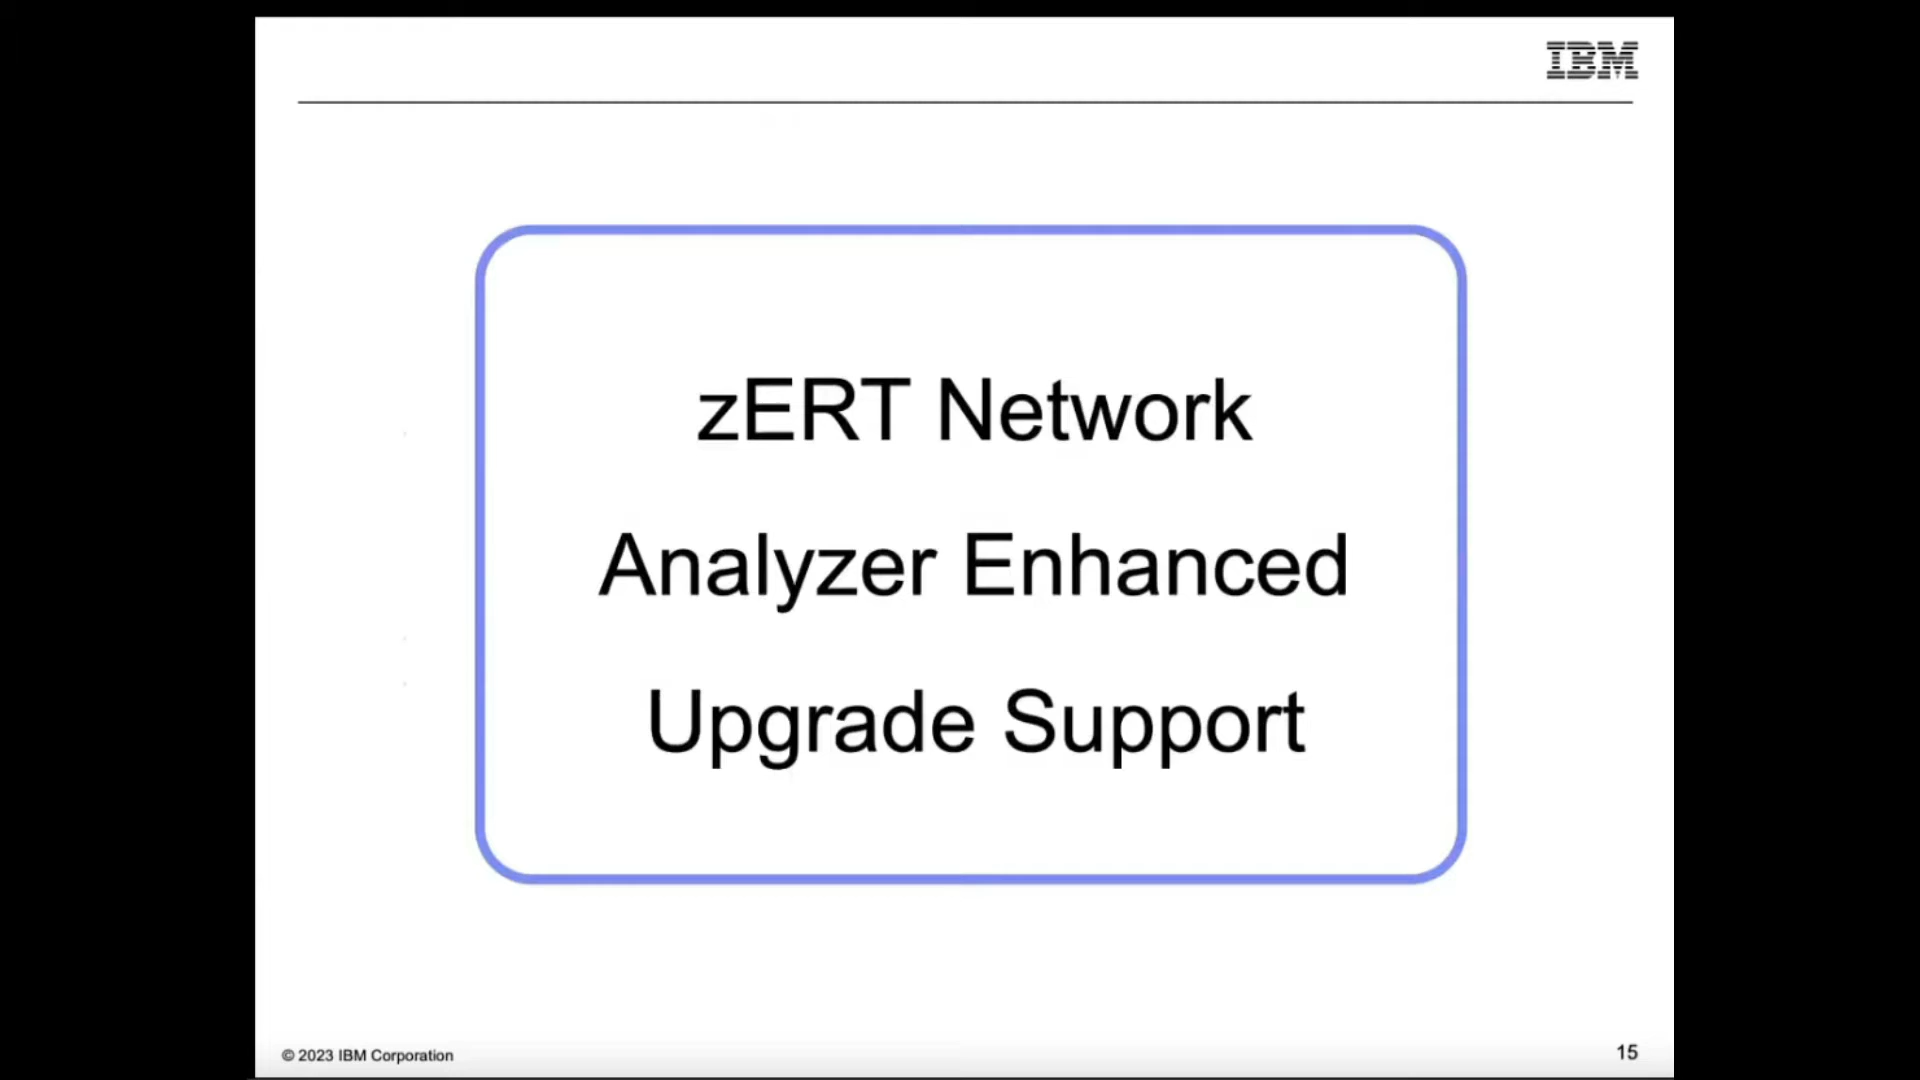 IBM
zERT Network
Analyzer Enhanced
Upgrade Support
© 2023 IBM Corporation
15